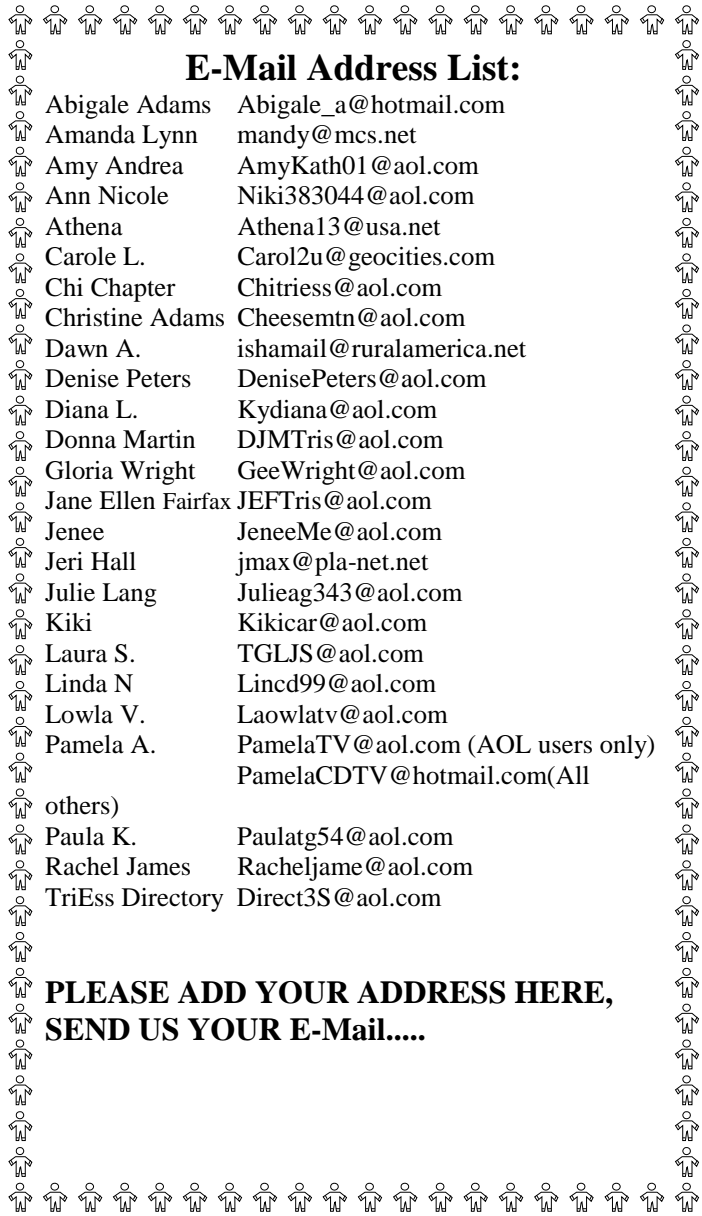 E-Mail Address List:
Abigale Adams Abigale_a@hotmail.com
Amanda Lynn mandy@mcs.net
Amy Andrea AmyKath01@aol.com
Ann Nicole Niki383044@aol.com
Athena Athena13@usa.net
Carole L. Carol2u@geocities.com
Chi Chapter Chitriess@aol.com
Christine Adams Cheesemtn@aol.com
Dawn A. ishamail@ruralamerica.net
Denise Peters DenisePeters@aol.com
Diana L. Kydiana@aol.com
Donna Martin DJMTris@aol.com
Gloria Wright GeeWright@aol.com
Jane Ellen Fairfax JEFTris@aol.com
Jenee JeneeMe@aol.com
Jeri Hall jmax@pla-net.net
Julie Lang Julieag343@aol.com
Kiki Kikicar@aol.com
Laura S. TGLJS@aol.com
Linda N Lincd99@aol.com
Lowla V. Laowlatv@aol.com
Pamela A. PamelaTV@aol.com (AOL users only)
PamelaCDTV@hotmail.com(All
others)
Paula K. Paulatg54@aol.com
Rachel James Racheljame@aol.com
TriEss Directory Direct3S@aol.com
PLEASE ADD YOUR ADDRESS HERE,
SEND US YOUR E-Mail.....